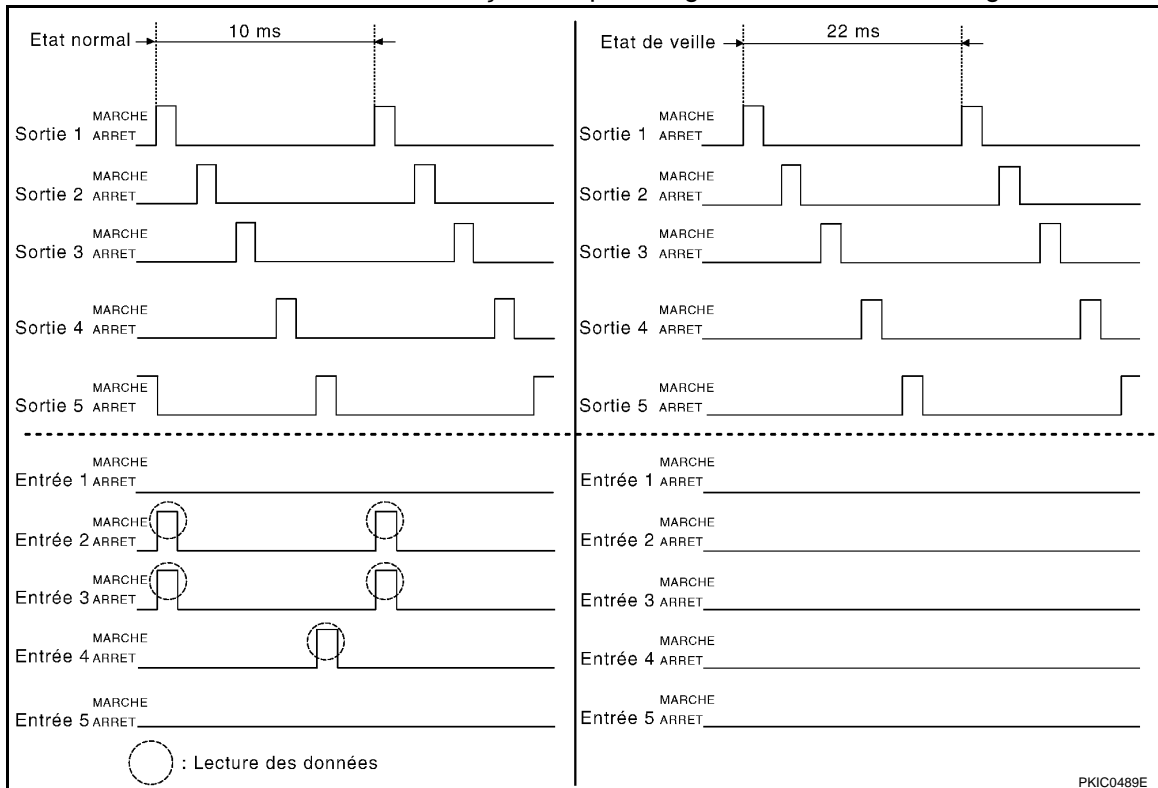 Etat normal 10 ms
MARCHE
Sortie 1 ARRET
MARCHE
Sortie 2 ARRET
MARCHE
Sortie 3 ARRET
MARCHE
Sortie 4 ARRET
MARCHE
Sortie 5 ARRET
MARCHE
Entrée 1 ARRET
MARCHE
Entrée 2 ARRET
MARCHE
Entrée 3 ARRET
MARCHE
Entrée 4 ARRET
MARCHE
Entrée 5 ARRET
: Lecture des données
Etat de veille 22 ms
MARCHE
Sortie 1 ARRET
MARCHE
Sortie 2 ARRET
MARCHE
Sortie 3 ARRET
MARCHE
Sortie 4 ARRET
MARCHE
Sortie 5 ARRET
MARCHE
Entrée 1 ARRET
MARCHE
Entrée 2 ARRET
MARCHE
Entrée 3 ARRET
MARCHE
Entrée 4 ARRET
MARCHE
Entrée 5 ARRET
PKIC0489E